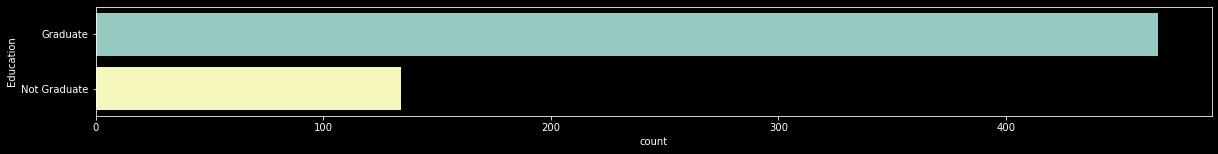 Education
Graduate
Not Graduate
0 100 200 300 400
count